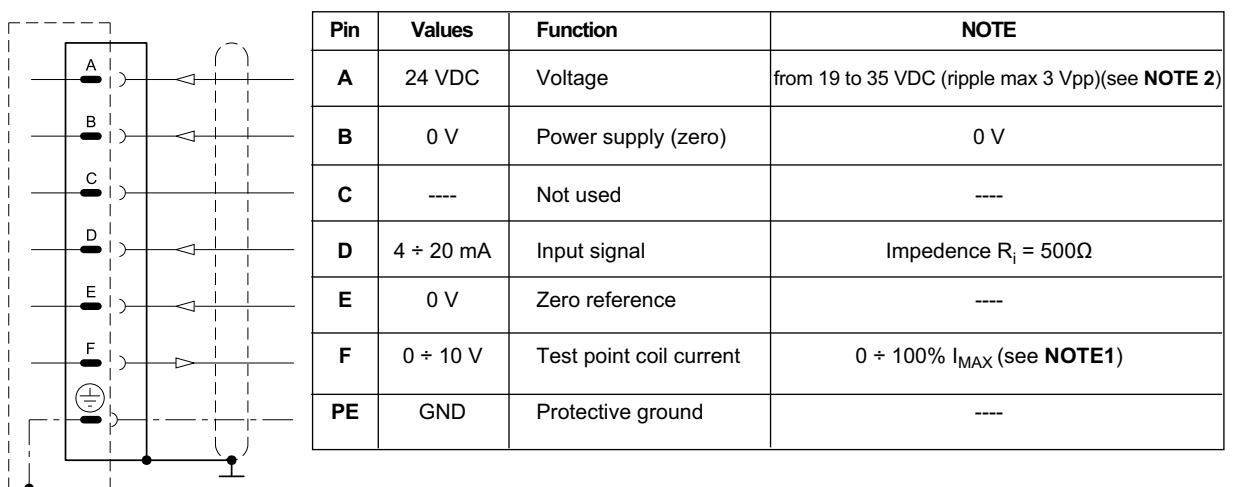 Pin Values Function NOTE
A A 24 VDC Voltage from 19 to 35 VDC (ripple max 3 Vpp)(see NOTE 2)
B B 0 V Power supply (zero) 0 V
C C ---- Not used ----
D D 4 ÷ 20 mA Input signal Impedence Rᵢ = 500Ω
E E 0 V Zero reference ----
F F 0 ÷ 10 V Test point coil current 0 ÷ 100% I_MAX (see NOTE1)
PE GND Protective ground ----